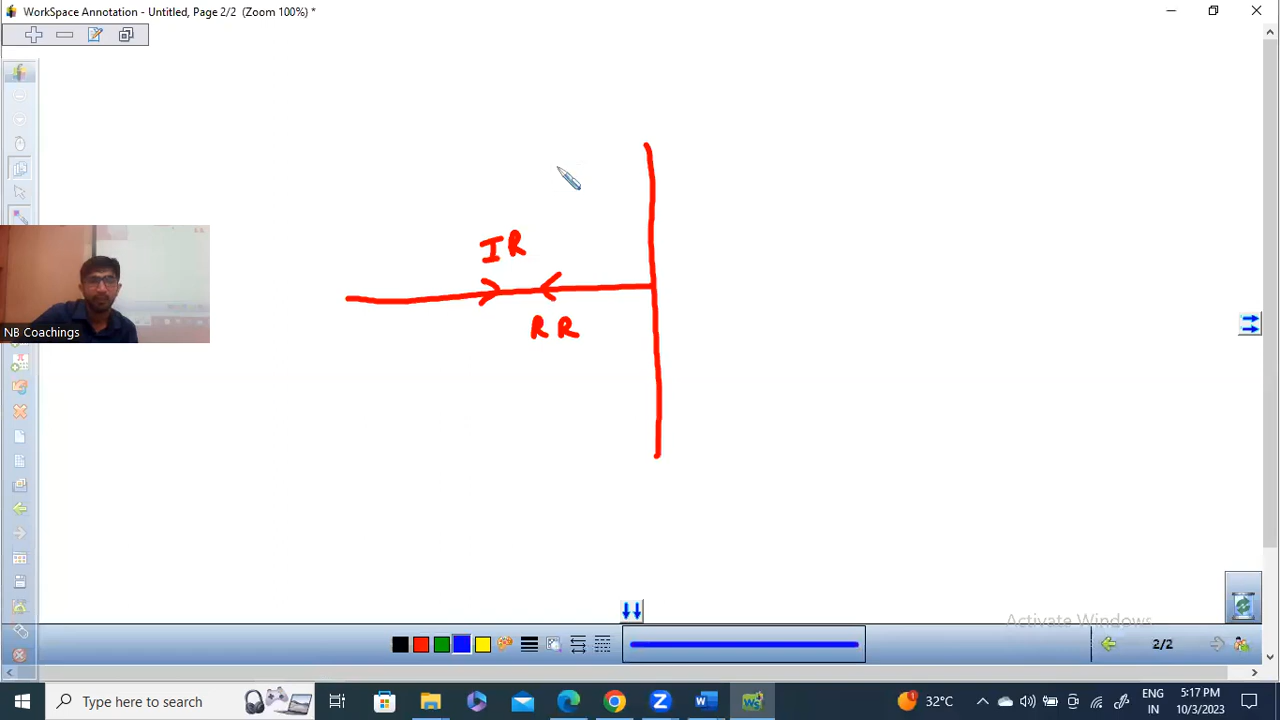 WorkSpace Annotation - Untitled, Page 2/2 (Zoom 100%) *
IR
RR
NB Coachings
Activate Windows
2/2
Type here to search
1
32°C
ENG
IN
5:17 PM
10/3/2023